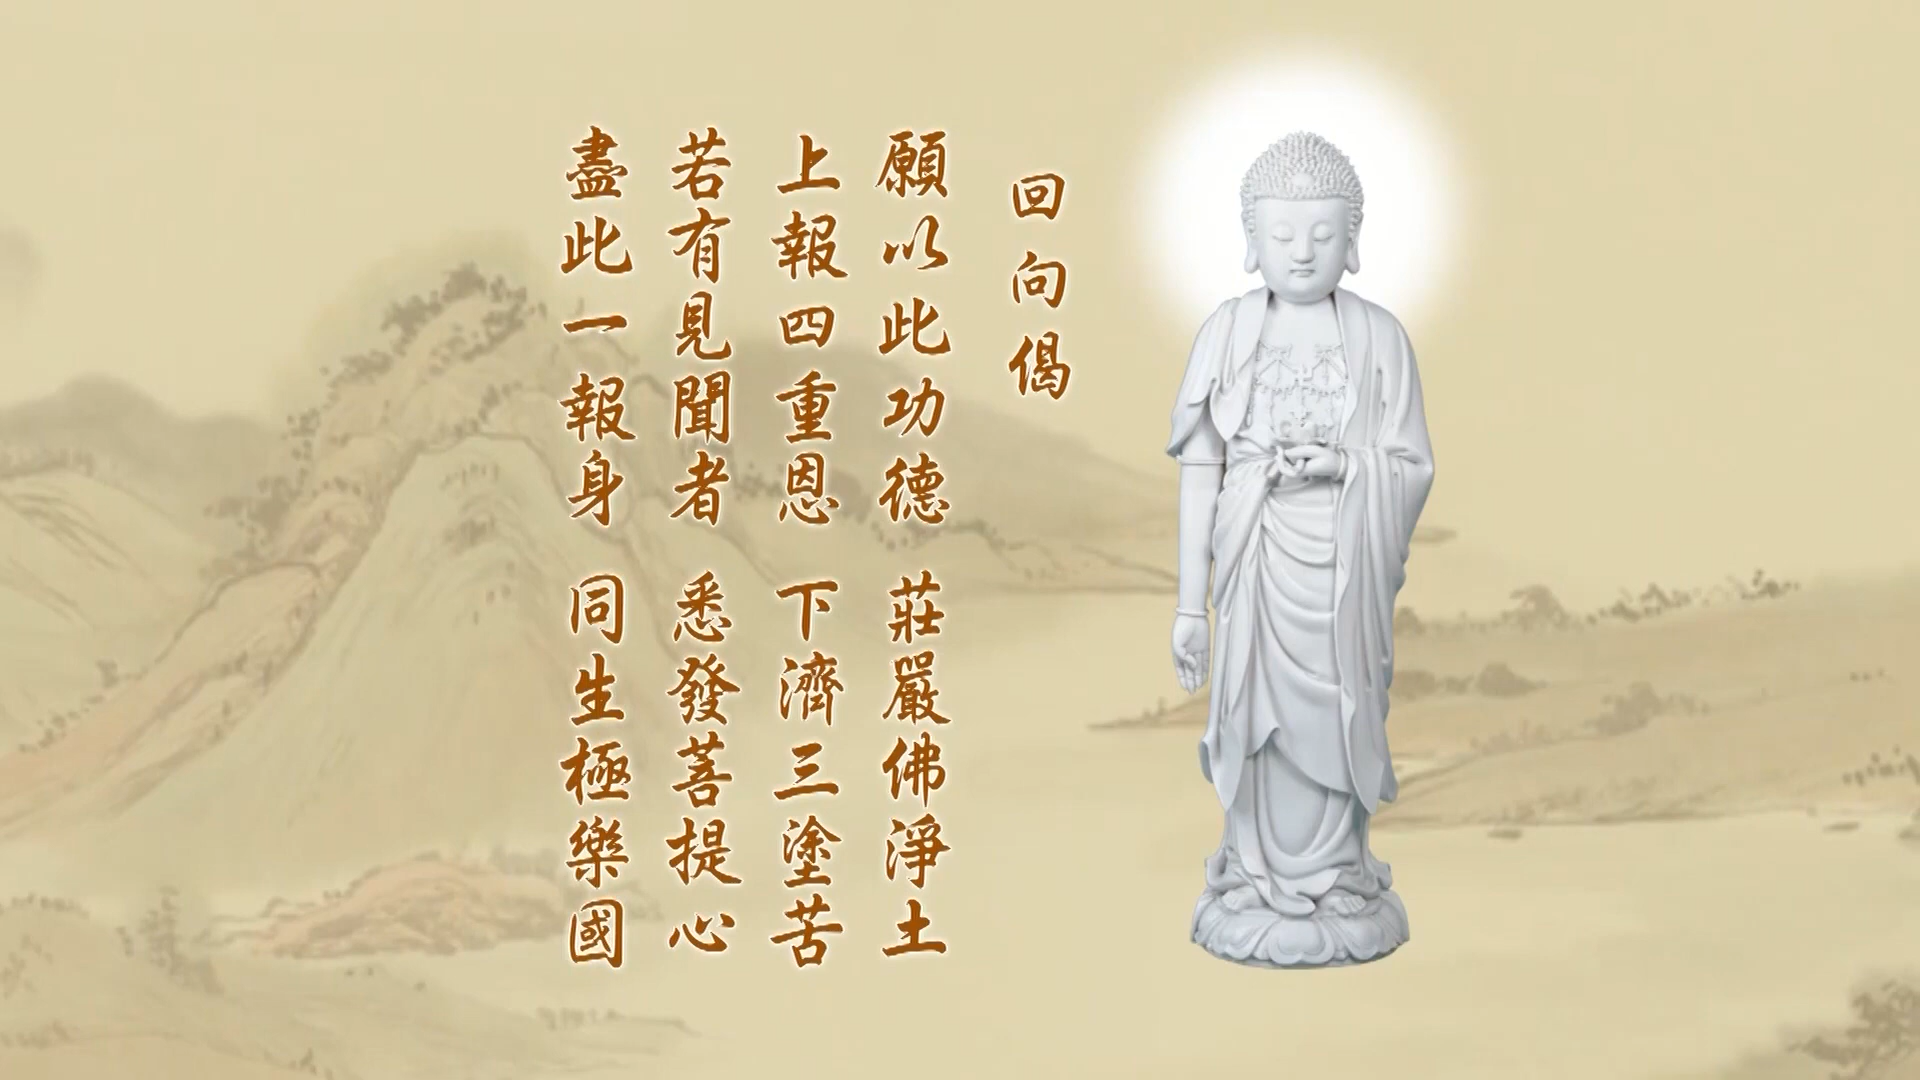 回向偈
願以此功德 莊嚴佛淨土
上報四重恩 下濟三塗苦
若有見聞者 悉發菩提心
盡此一報身 同生極樂國